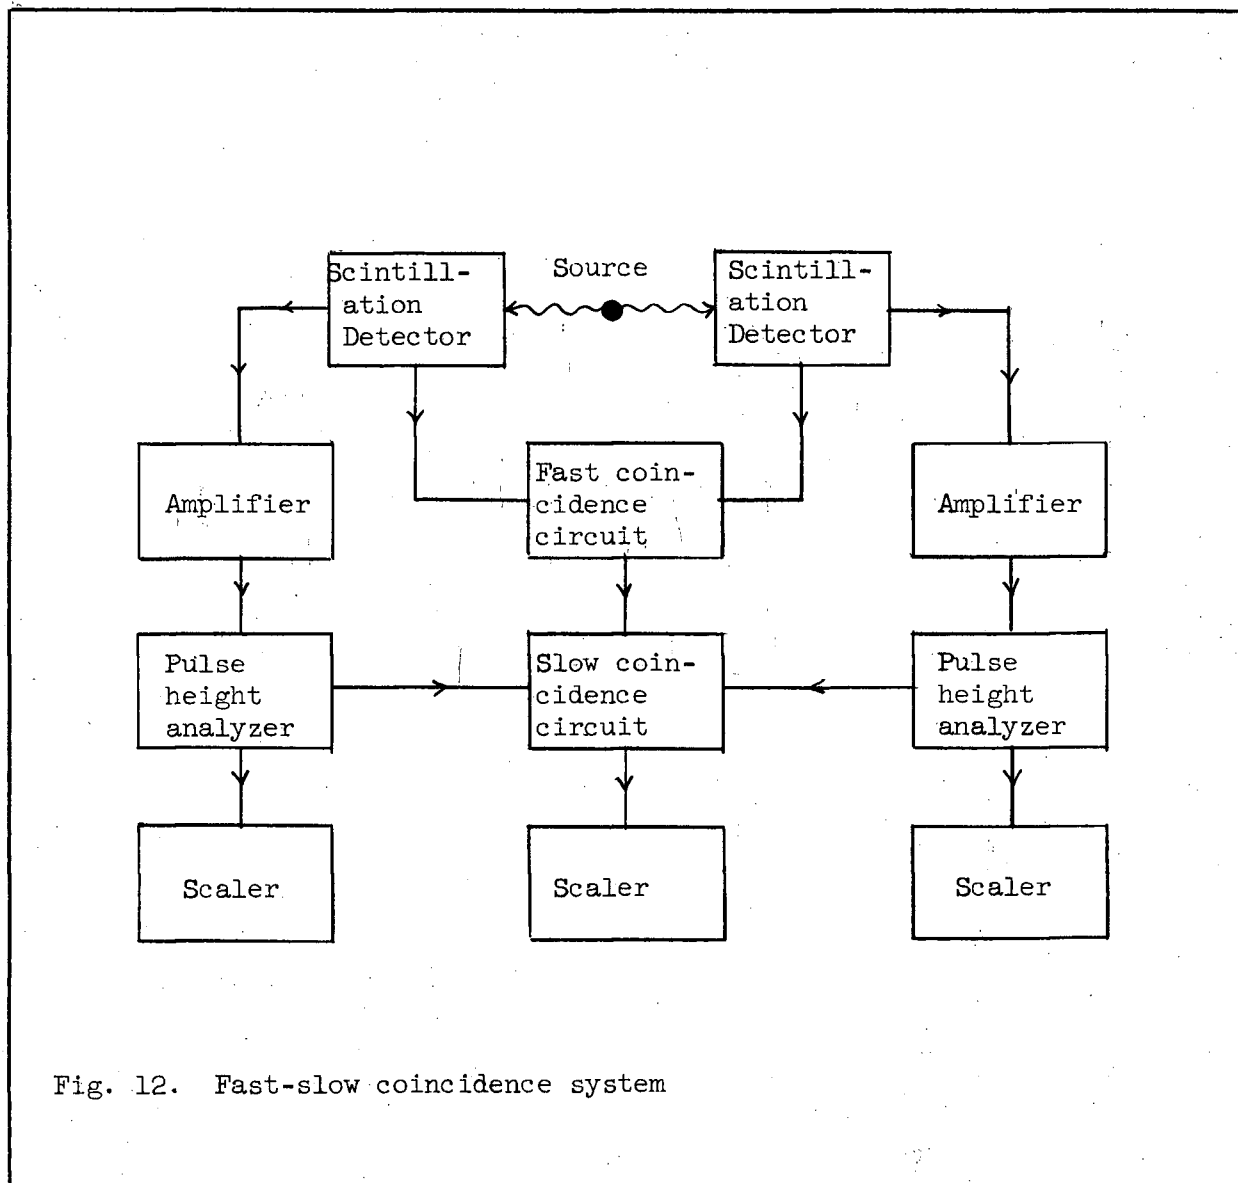 Scintill-
ation
Detector
Source
Scintill-
ation
Detector
Amplifier
Fast coin-
cidence
circuit
Amplifier
Pulse
height
analyzer
Slow coin-
cidence
circuit
Pulse
height
analyzer
Scaler
Scaler
Scaler
Fig. 12. Fast-slow coincidence system